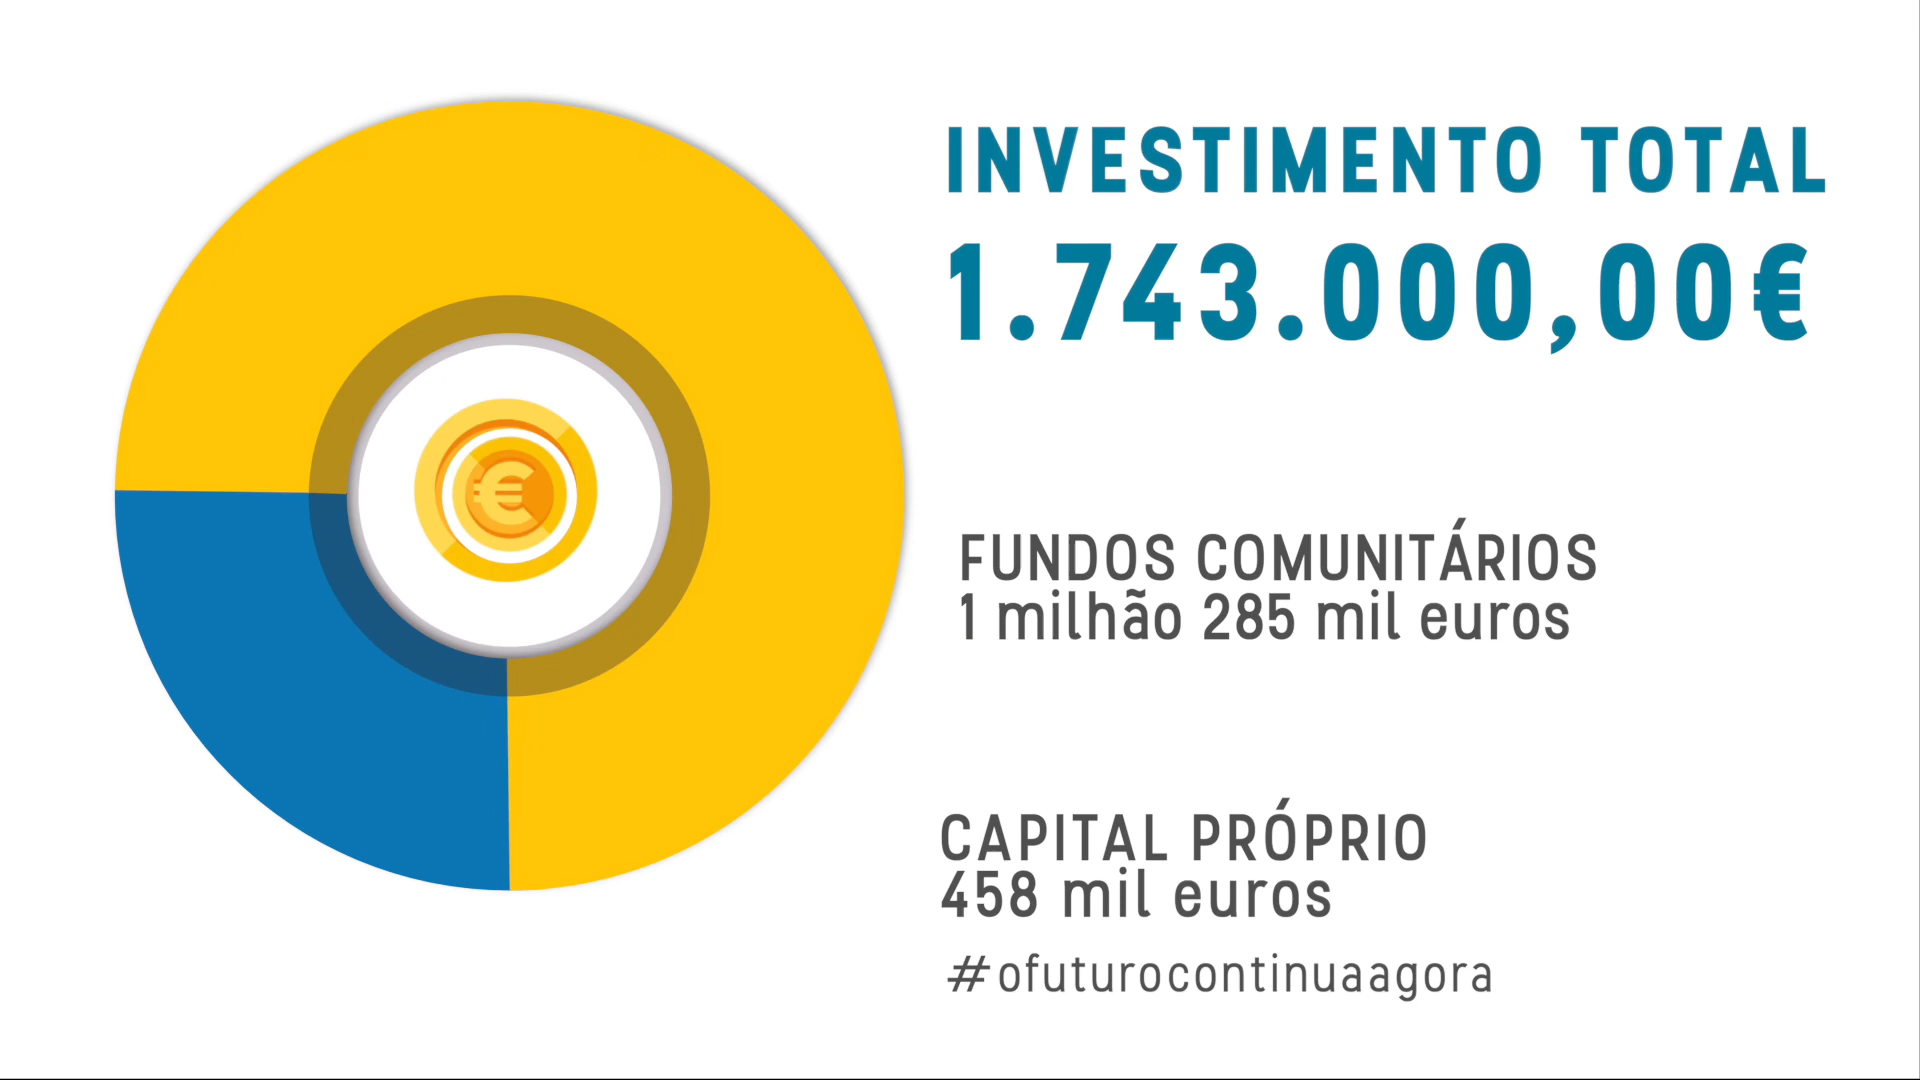 INVESTIMENTO TOTAL
1.743.000,00€
FUNDOS COMUNITÁRIOS
1 milhão 285 mil euros
CAPITAL PRÓPRIO
458 mil euros
#ofuturocontinuaagora
€